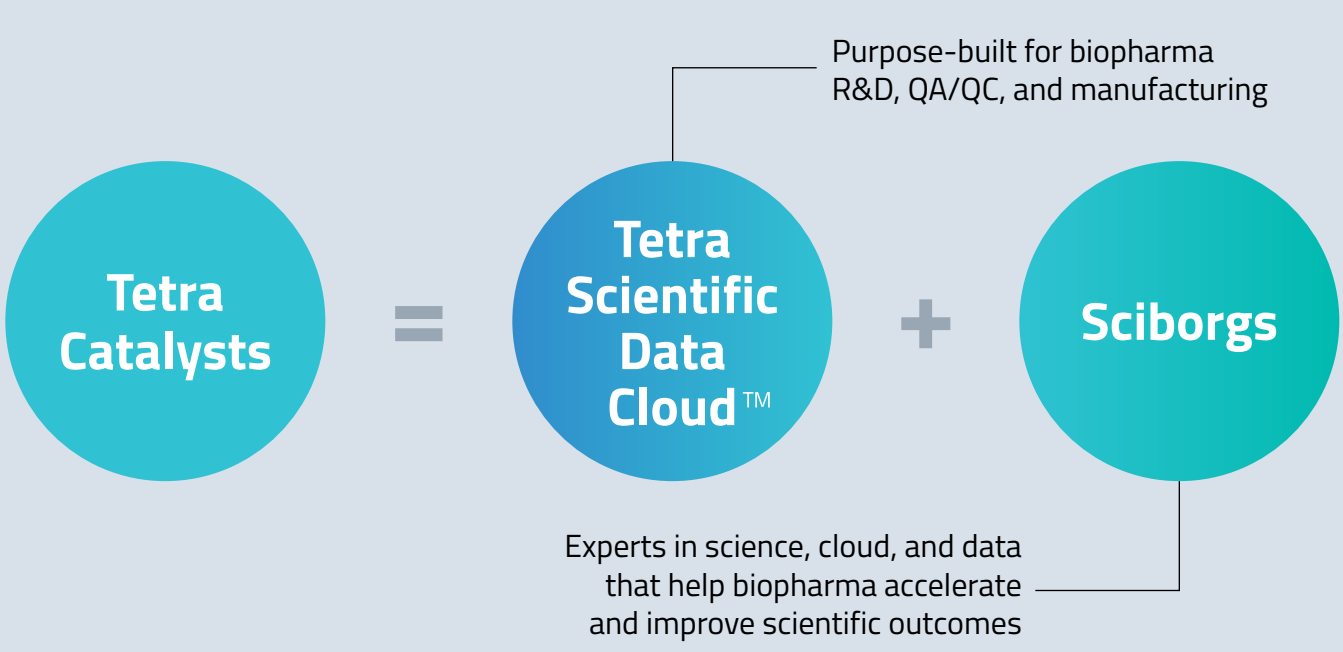 Purpose-built for biopharma
R&D, QA/QC, and manufacturing
Tetra
Catalysts
=
Tetra
Scientific
Data
Cloud™
+
Sciborgs
Experts in science, cloud, and data
that help biopharma accelerate
and improve scientific outcomes